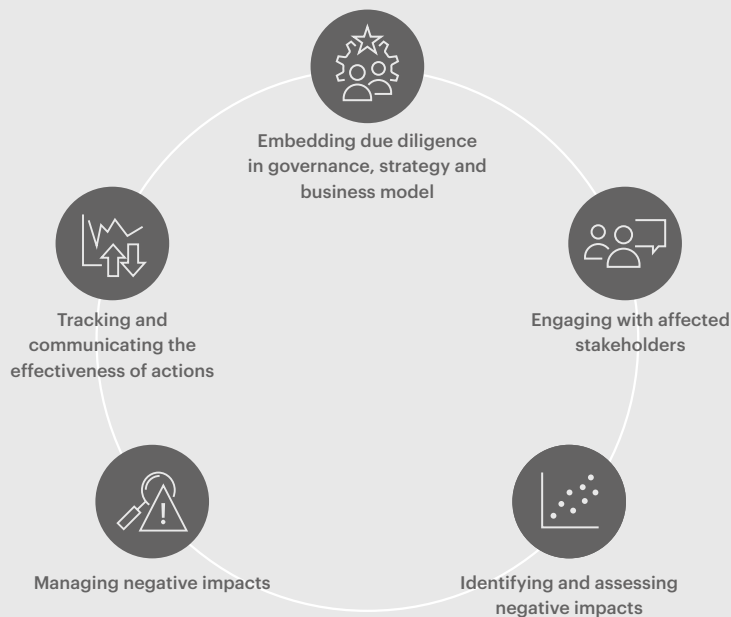 Embedding due diligence
in governance, strategy and
business model
Engaging with affected
stakeholders
Identifying and assessing
negative impacts
Managing negative impacts
Tracking and
communicating the
effectiveness of actions